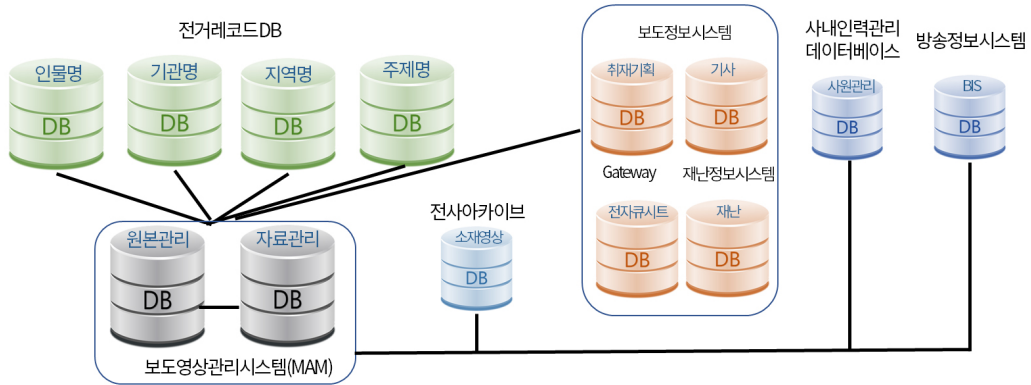 전거레코드DB
인물명
DB
기관명
DB
지역명
DB
주제명
DB
보도정보시스템
취재기획
DB
기사
DB
Gateway
재난정보시스템
전자큐시트
DB
재난
DB
사내인력관리
데이터베이스
사원관리
DB
방송정보시스템
BIS
DB
원본관리
DB
자료관리
DB
보도영상관리시스템(MAM)
전사아카이브
소재영상
DB